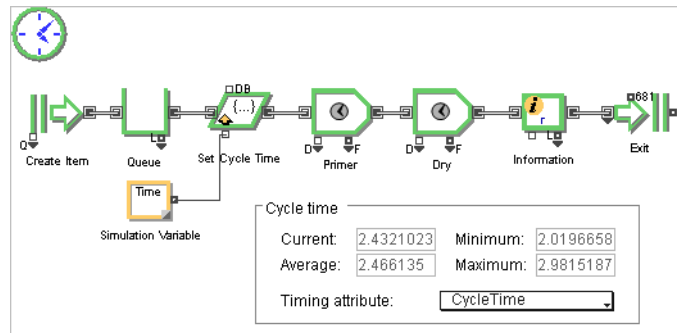 DB
{...}
681
Q
L
D
F
D
F
i
r
L
Create Item
Queue
Set Cycle Time
Primer
Dry
Information
Exit
Time
Simulation Variable
Cycle time
Current: 2.4321023 Minimum: 2.0196658
Average: 2.466135 Maximum: 2.9815187
Timing attribute: CycleTime